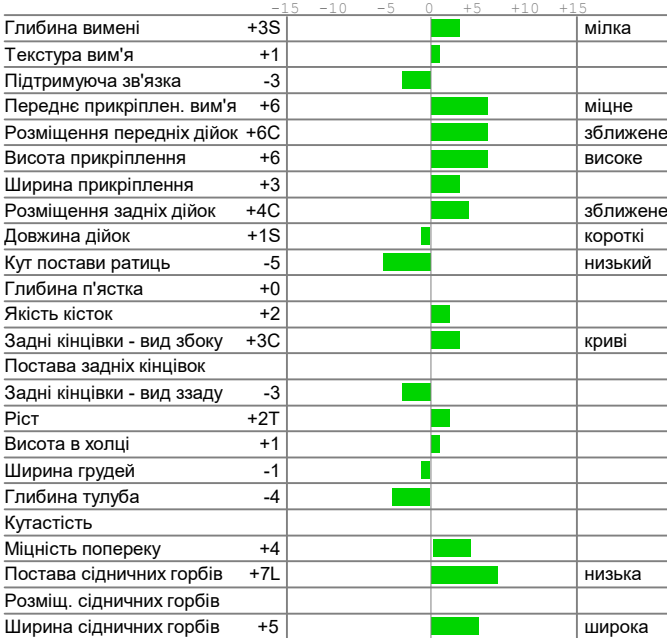 -15 -10 -5 0 +5 +10 +15
Глибина вимені +3S мілка
Текстура вим'я +1
Підтримуюча зв'язка -3
Переднє прикріплен. вим'я +6 міцне
Розміщення передніх дійок +6C зближене
Висота прикріплення +6 високе
Ширина прикріплення +3
Розміщення задніх дійок +4C зближене
Довжина дійок +1S короткі
Кут постави ратиць -5 низький
Глибина п'ястка +0
Якість кісток +2
Задні кінцівки - вид збоку +3C криві
Постава задніх кінцівок
Задні кінцівки - вид ззаду -3
Ріст +2T
Висота в холці +1
Ширина грудей -1
Глибина тулуба -4
Кутастість
Міцність попереку +4
Постава сідничних горбів +7L низька
Розміщ. сідничних горбів
Ширина сідничних горбів +5 широка